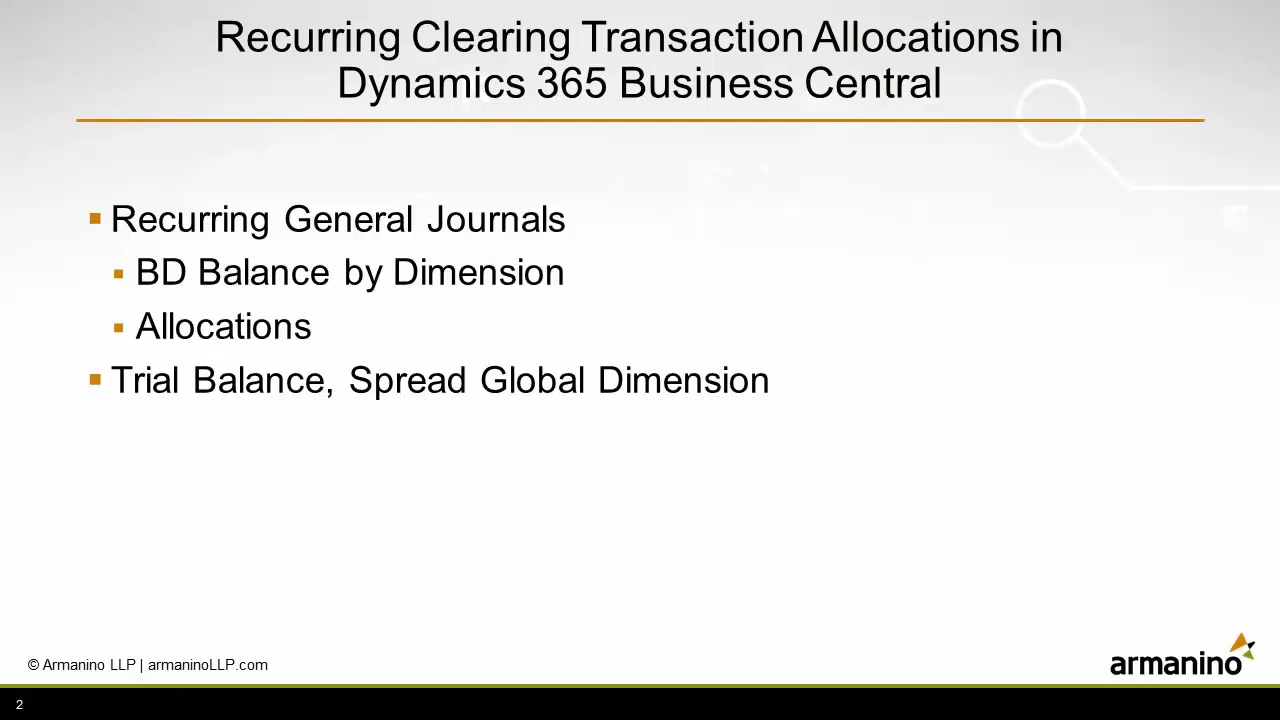 Recurring Clearing Transaction Allocations in
Dynamics 365 Business Central
Recurring General Journals
BD Balance by Dimension
Allocations
Trial Balance, Spread Global Dimension
© Armanino LLP | armaninoLLP.com
armanino
2